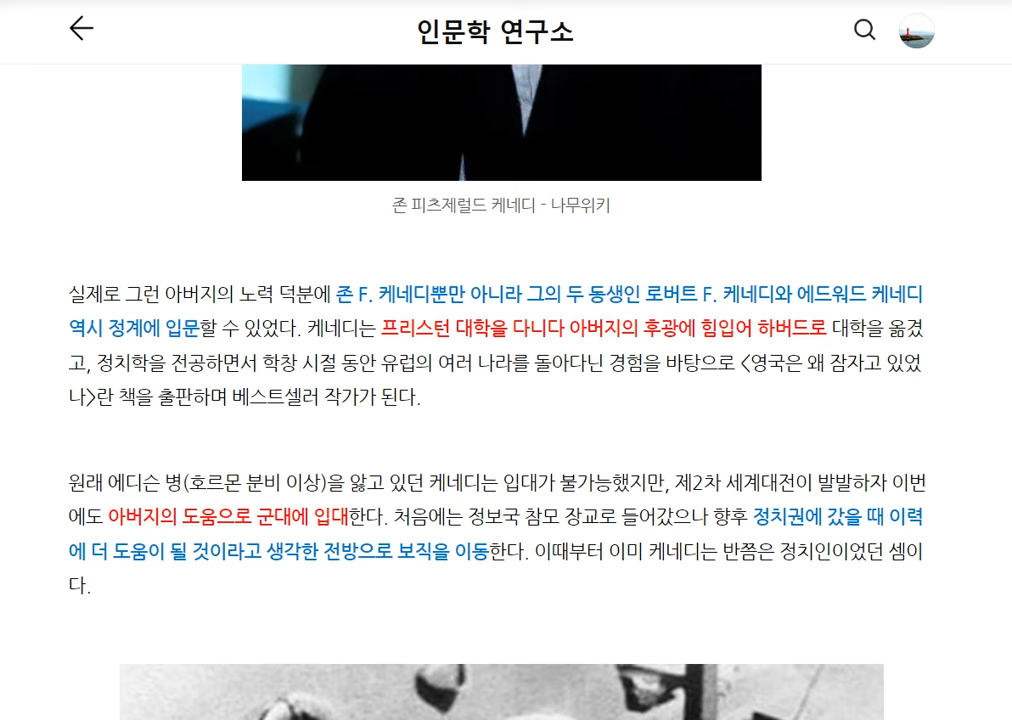 인문학 연구소
존 피츠제럴드 케네디 - 나무위키
실제로 그런 아버지의 노력 덕분에 존 F. 케네디뿐만 아니라 그의 두 동생인 로버트 F. 케네디와 에드워드 케네디
역시 정계에 입문할 수 있었다. 케네디는 프리스턴 대학을 다니다 아버지의 후광에 힘입어 하버드로 대학을 옮겼
고, 정치학을 전공하면서 학창 시절 동안 유럽의 여러 나라를 돌아다닌 경험을 바탕으로 <영국은 왜 잠자고 있었
나>란 책을 출판하며 베스트셀러 작가가 된다.
원래 에디슨 병(호르몬 분비 이상)을 앓고 있던 케네디는 입대가 불가능했지만, 제2차 세계대전이 발발하자 이번
에도 아버지의 도움으로 군대에 입대한다. 처음에는 정보국 참모 장교로 들어갔으나 향후 정치권에 갔을 때 이력
에 더 도움이 될 것이라고 생각한 전방으로 보직을 이동한다. 이때부터 이미 케네디는 반쯤은 정치인이었던 셈이
다.